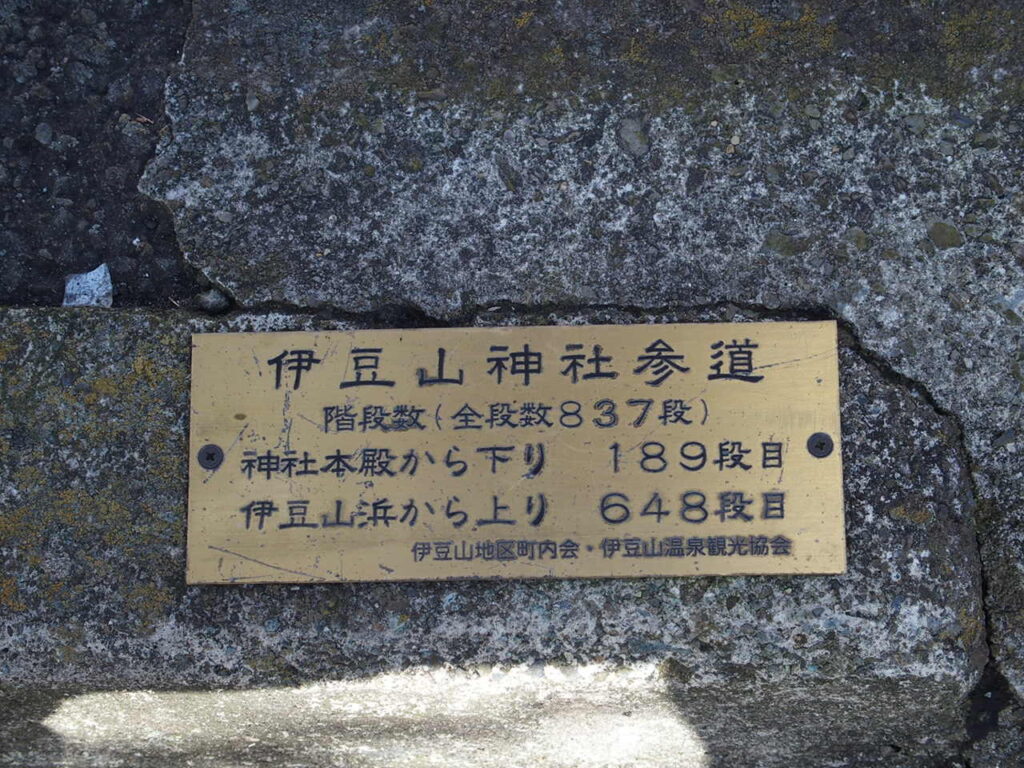 伊豆山神社参道
階段数(全段数837段)
神社本殿から下り 189段目
伊豆山浜から上り 648段目
伊豆山地区町内会・伊豆山温泉観光協会